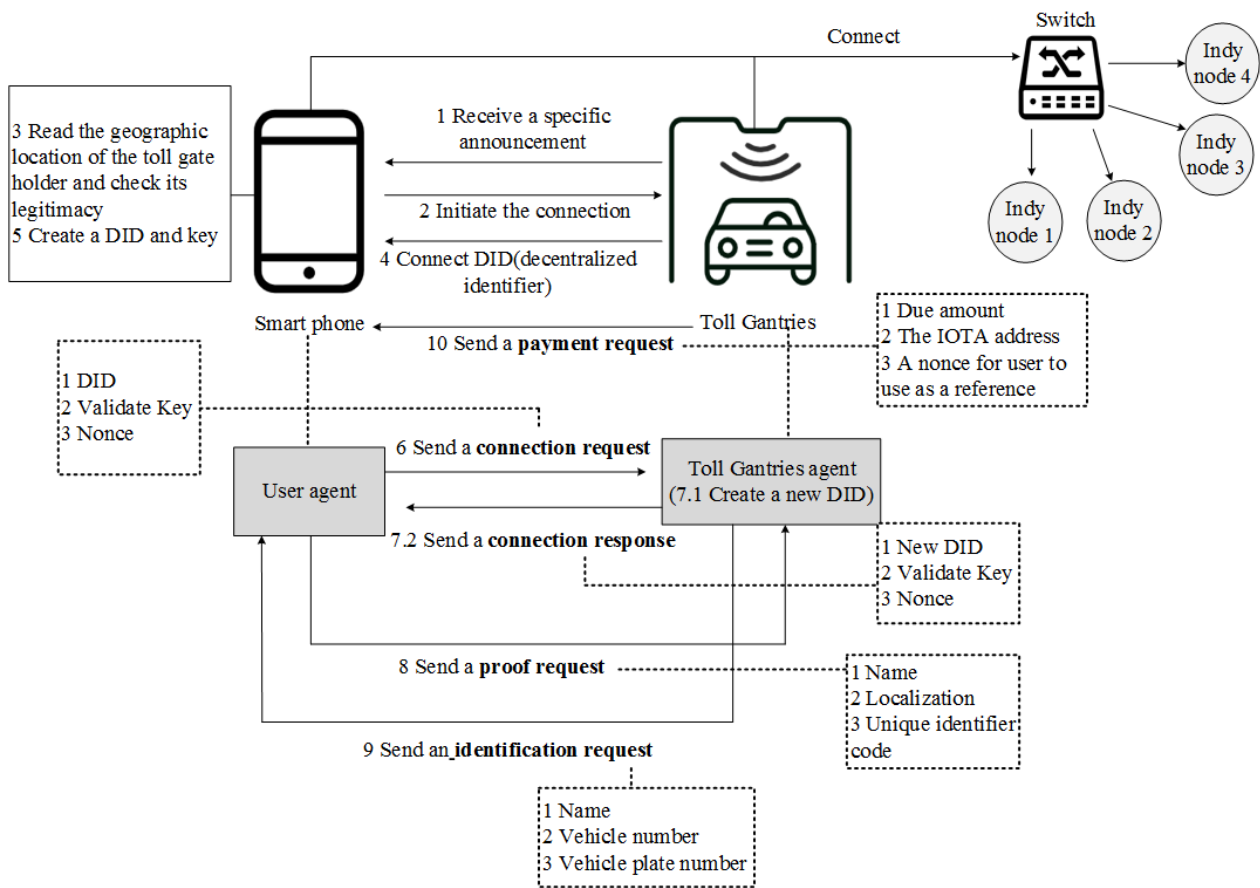 Switch
Connect
Indy
node 4
Indy
node 3
Indy
node 1
Indy
node 2
3 Read the geographic
location of the toll gate
holder and check its
legitimacy
5 Create a DID and key
1 Receive a specific
announcement
2 Initiate the connection
4 Connect DID(decentralized
identifier)
Smart phone
Toll Gantries
10 Send a payment request
1 Due amount
2 The IOTA address
3 A nonce for user to
use as a reference
1 DID
2 Validate Key
3 Nonce
6 Send a connection request
User agent
Toll Gantries agent
(7.1 Create a new DID)
7.2 Send a connection response
1 New DID
2 Validate Key
3 Nonce
8 Send a proof request
1 Name
2 Localization
3 Unique identifier
code
9 Send an identification request
1 Name
2 Vehicle number
3 Vehicle plate number